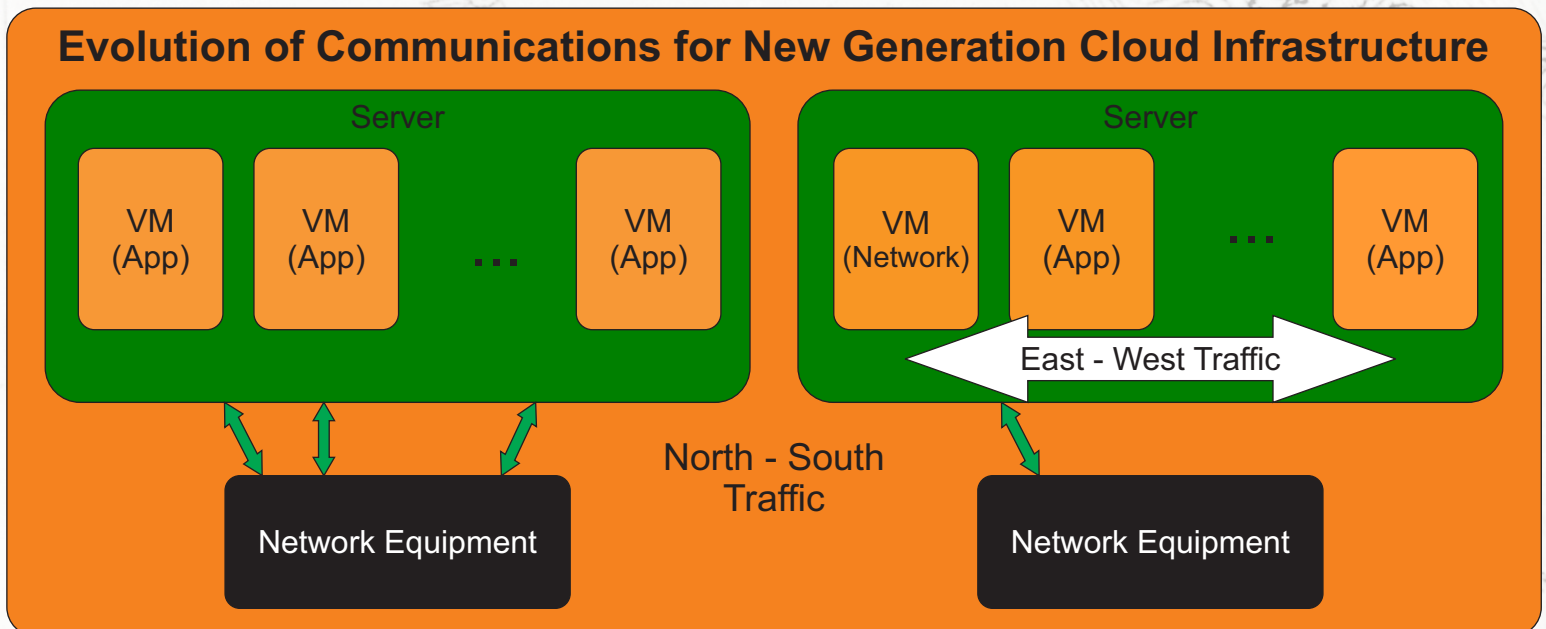 Evolution of Communications for New Generation Cloud Infrastructure
Server
VM
(App)
VM
(App)
...
VM
(App)
Server
VM
(Network)
VM
(App)
...
VM
(App)
East - West Traffic
North - South
Traffic
Network Equipment
Network Equipment